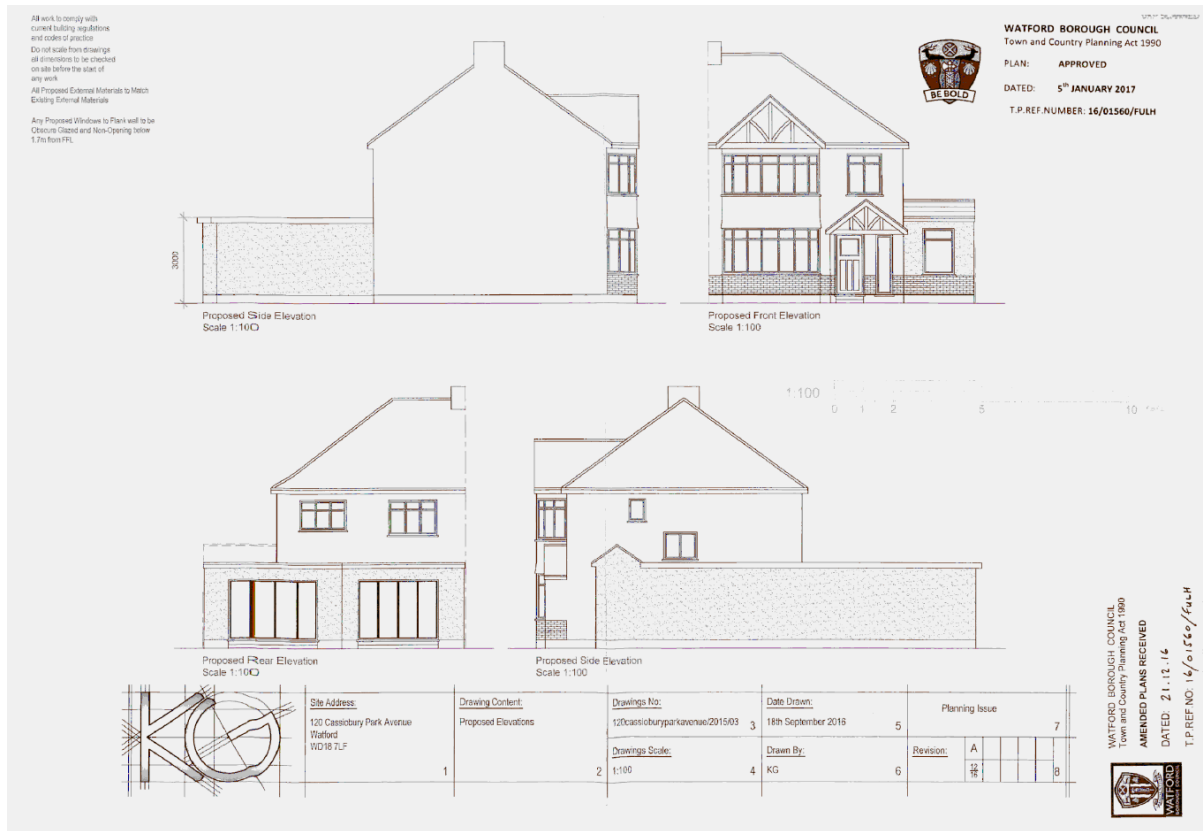 All work to comply with
current building regulations
and codes of practice
Do not scale from drawings
all dimensions to be checked
on site before the start of
any work
All Proposed External Materials to Match
Existing External Materials
Any Proposed Windows to Flank wall to be
Obscure Glazed and Non-Opening below
1.7m from FFL
BE BOLD
WATFORD BOROUGH COUNCIL
Town and Country Planning Act 1990
PLAN: APPROVED
DATED: 5th JANUARY 2017
T.P.REF.NUMBER: 16/01560/FULH
3000
Proposed Side Elevation
Scale 1:100
Proposed Front Elevation
Scale 1:100
1:100
0 1 2 5 10
Proposed Rear Elevation
Scale 1:100
Proposed Side Elevation
Scale 1:100
Site Address:
120 Cassiobury Park Avenue
Watford
WD18 7LF
1
Drawing Content:
Proposed Elevations
2
Drawings No:
120cassioburyparkavenue/2015/03 3
Drawings Scale:
1:100 4
Date Drawn:
18th September 2016 5
Drawn By:
KG 6
Planning Issue
7
Revision: A
8
WATFORD BOROUGH COUNCIL
Town and Country Planning Act 1990
AMENDED PLANS RECEIVED
DATED: 21.12.16
T.P.REF.NO: 16/01560/FULH
WATFORD
BOROUGH COUNCIL